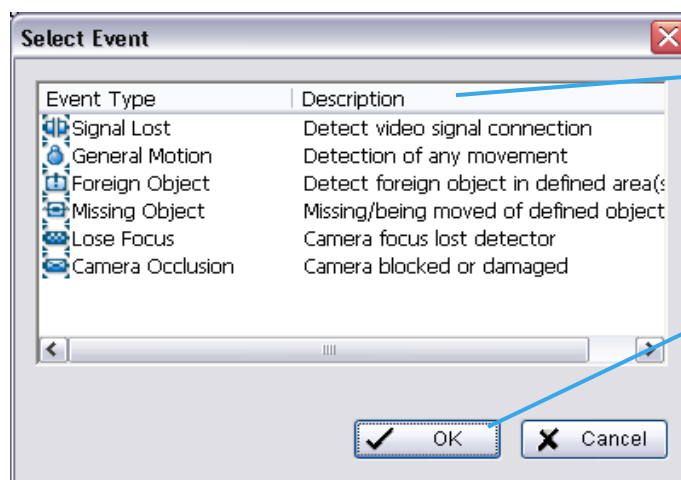 Select Event
Event Type Description
Signal Lost Detect video signal connection
General Motion Detection of any movement
Foreign Object Detect foreign object in defined area(s
Missing Object Missing/being moved of defined object
Lose Focus Camera focus lost detector
Camera Occlusion Camera blocked or damaged
OK Cancel